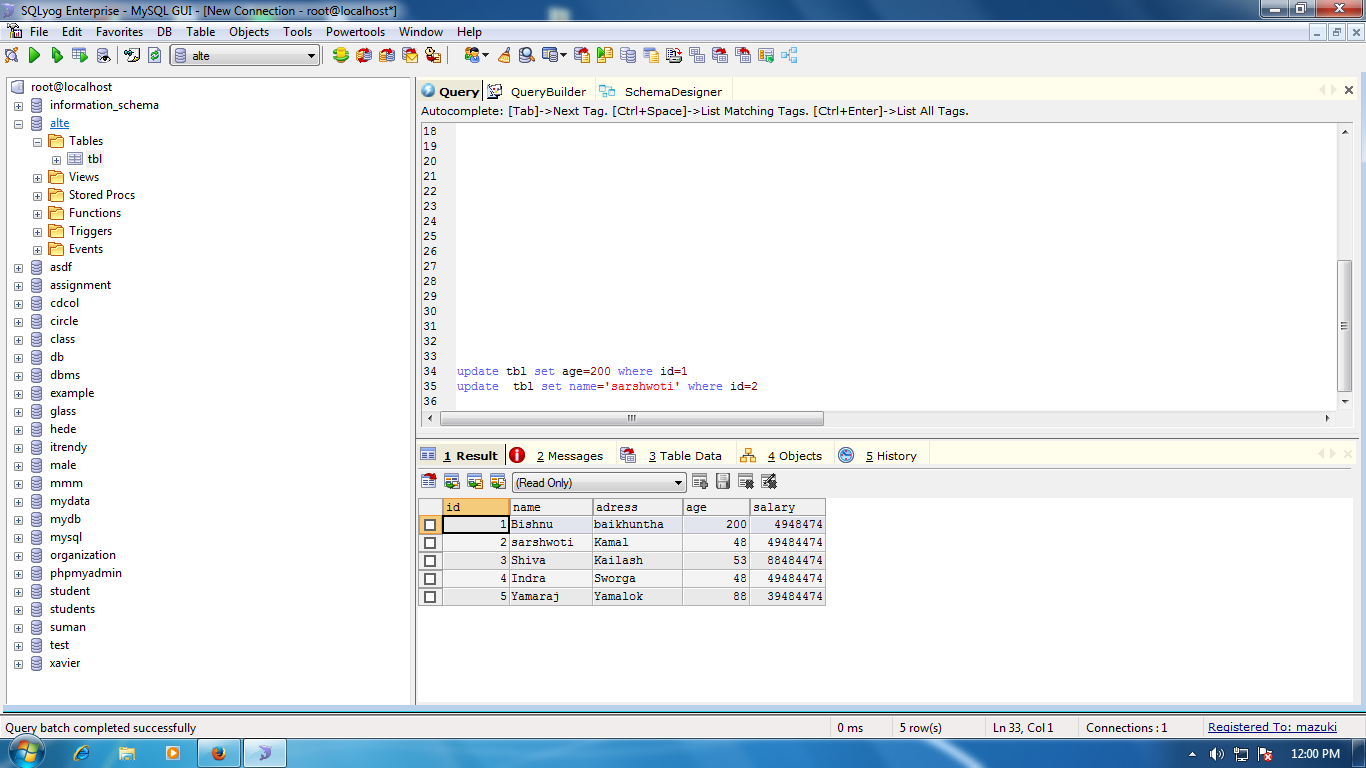 SQLyog Enterprise - MySQL GUI - [New Connection - root@localhost*]
File Edit Favorites DB Table Objects Tools Powertools Window Help
alte
root@localhost
information_schema
alte
Tables
tbl
Views
Stored Procs
Functions
Triggers
Events
asdf
assignment
cdcol
circle
class
db
dbms
example
glass
hede
itrendy
male
mmm
mydata
mydb
mysql
organization
phpmyadmin
student
students
suman
test
xavier
Query QueryBuilder SchemaDesigner
Autocomplete: [Tab]->Next Tag. [Ctrl+Space]->List Matching Tags. [Ctrl+Enter]->List All Tags.
18
19
20
21
22
23
24
25
26
27
28
29
30
31
32
33
34 update tbl set age=200 where id=1
35 update  tbl set name='sarshwoti' where id=2
36
1 Result 2 Messages 3 Table Data 4 Objects 5 History
(Read Only)
id name adress age salary
1 Bishnu baikhuntha 200 4948474
2 sarshwoti Kamal 48 49484474
3 Shiva Kailash 53 88484474
4 Indra Sworga 48 49484474
5 Yamaraj Yamalok 88 39484474
Query batch completed successfully 0 ms 5 row(s) Ln 33, Col 1 Connections : 1 Registered To: mazuki
12:00 PM